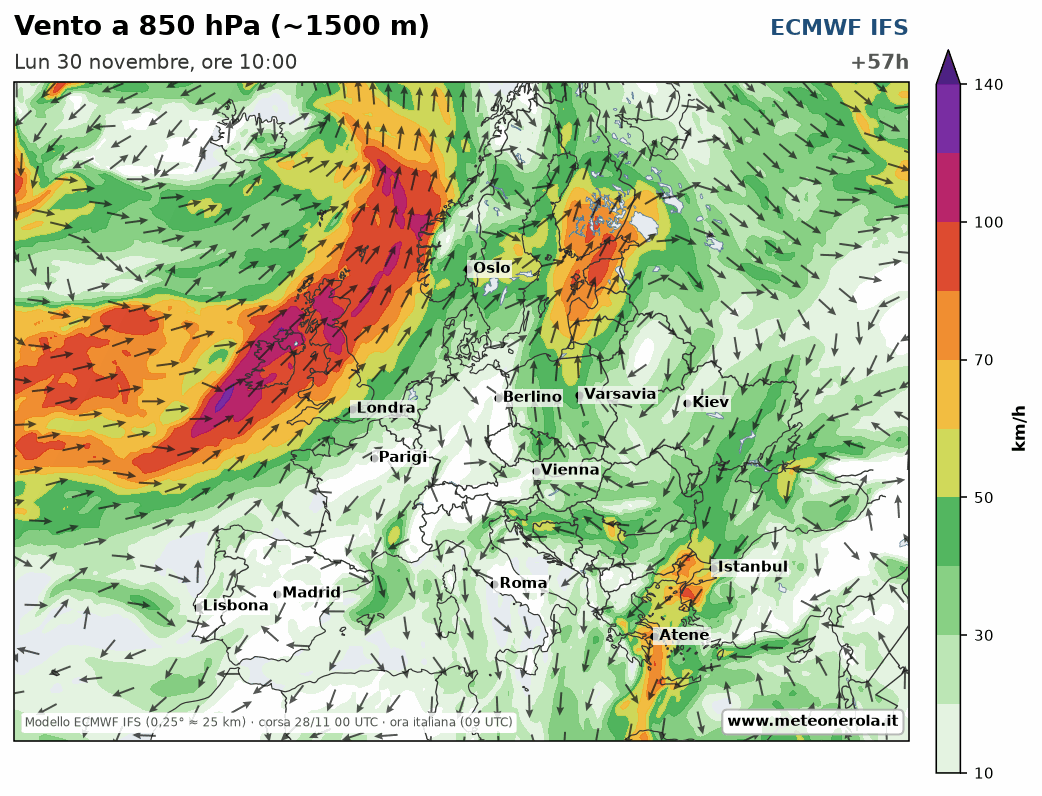 Vento a 850 hPa (~1500 m)
ECMWF IFS
Lun 30 novembre, ore 10:00
+57h
140
100
70
50
30
10
km/h
Oslo
Berlino
Varsavia
Kiev
Londra
Parigi
Vienna
Istanbul
Roma
Madrid
Lisbona
Atene
Modello ECMWF IFS (0,25° ≈ 25 km) · corsa 28/11 00 UTC · ora italiana (09 UTC)
www.meteonerola.it